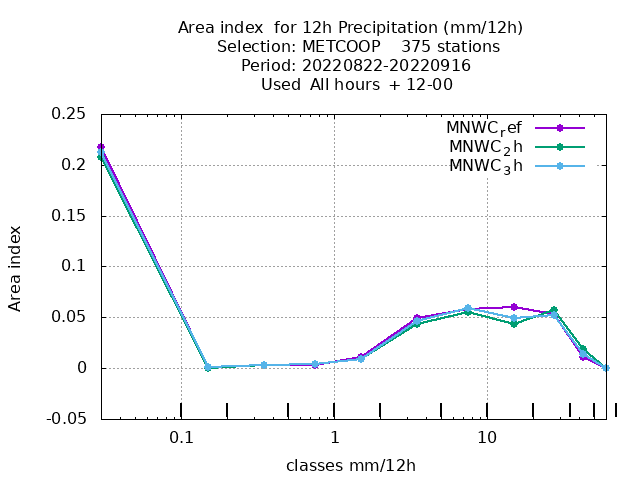 Area index  for 12h Precipitation (mm/12h)
Selection: METCOOP    375 stations
Period: 20220822-20220916
Used  All hours  + 12-00
MNWC_ref
MNWC_2h
MNWC_3h
0.25
0.2
0.15
0.1
0.05
0
-0.05
Area index
0.1
1
10
classes mm/12h